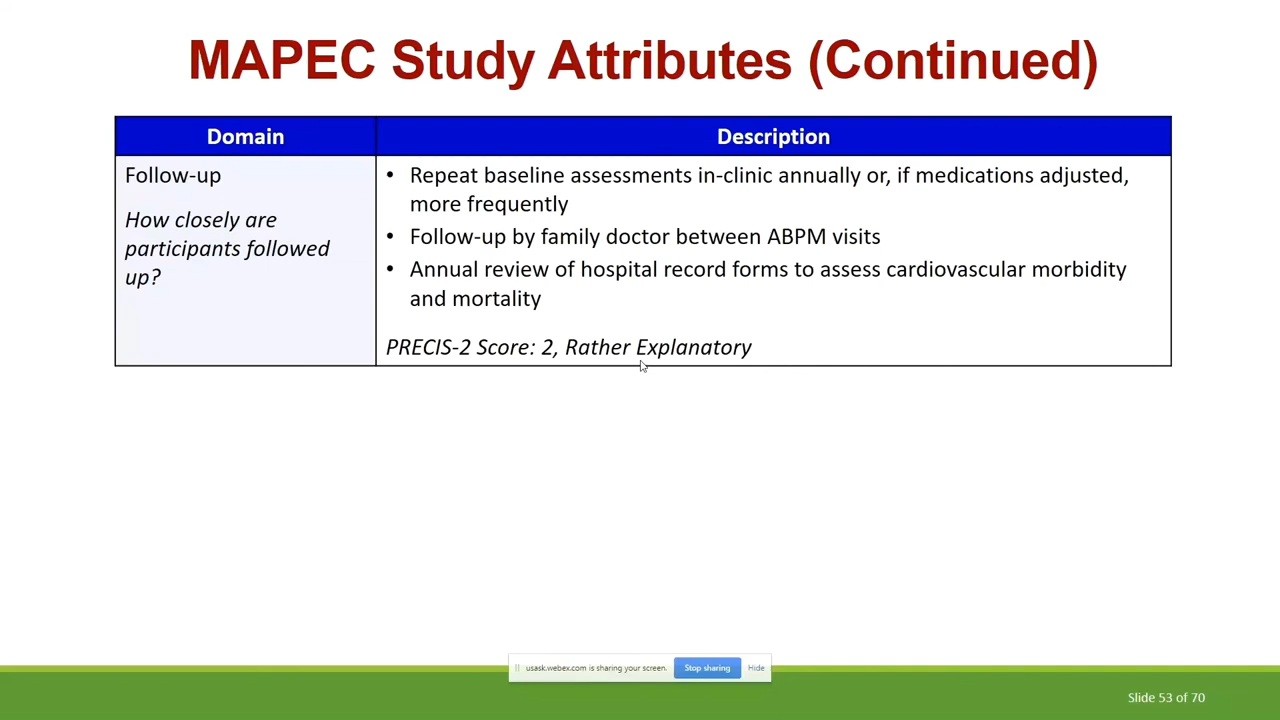 MAPEC Study Attributes (Continued)
Domain
Description
Follow-up
How closely are
participants followed
up?
• Repeat baseline assessments in-clinic annually or, if medications adjusted,
more frequently
• Follow-up by family doctor between ABPM visits
• Annual review of hospital record forms to assess cardiovascular morbidity
and mortality
PRECIS-2 Score: 2, Rather Explanatory
usask.webex.com is sharing your screen.
Stop sharing
Hide
Slide 53 of 70